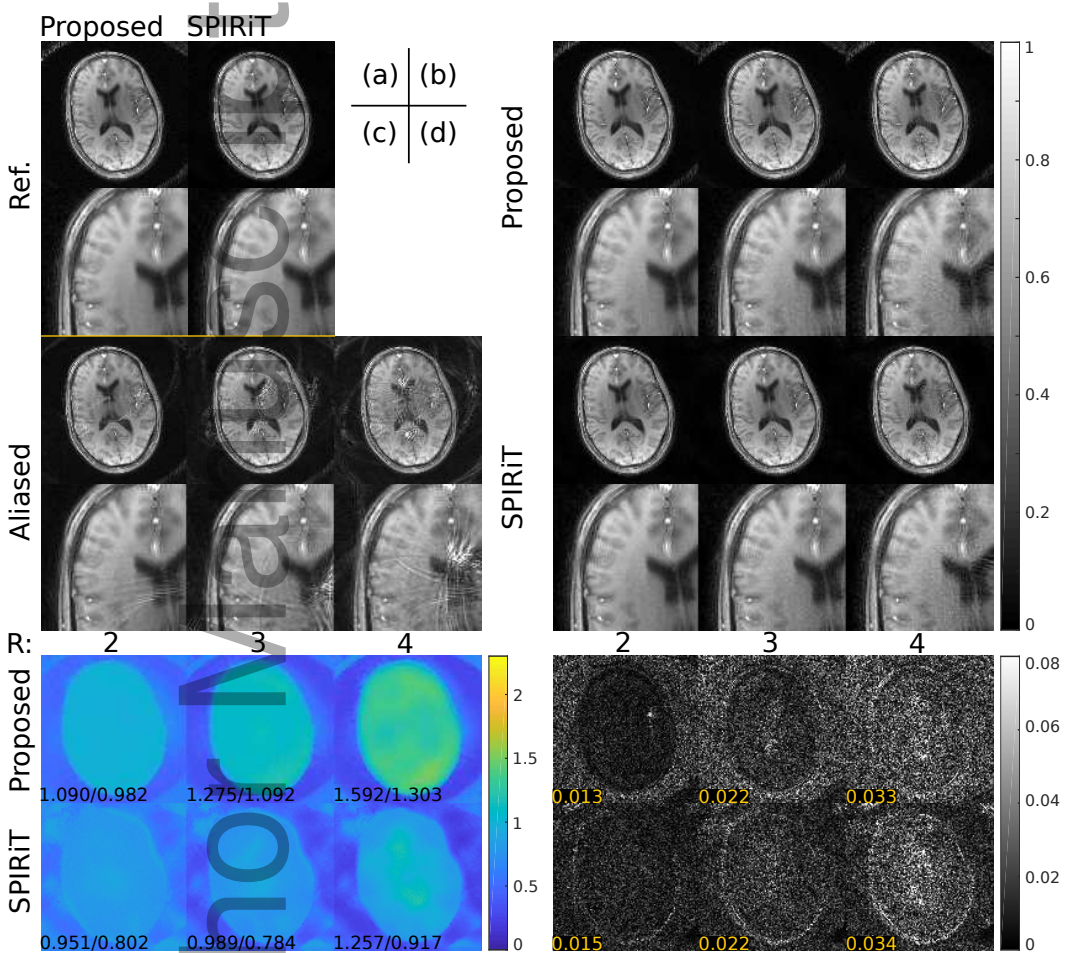 Proposed SPIRiT
(a) (b)
(c) (d)
Ref.
Aliased
Proposed
SPIRiT
1
0.8
0.6
0.4
0.2
0
R: 2 3 4
2 3 4
Proposed
1.090/0.982 1.275/1.092 1.592/1.303
SPIRiT
0.951/0.802 0.989/0.784 1.257/0.917
2
1.5
1
0.5
0
0.013 0.022 0.033
0.015 0.022 0.034
0.08
0.06
0.04
0.02
0